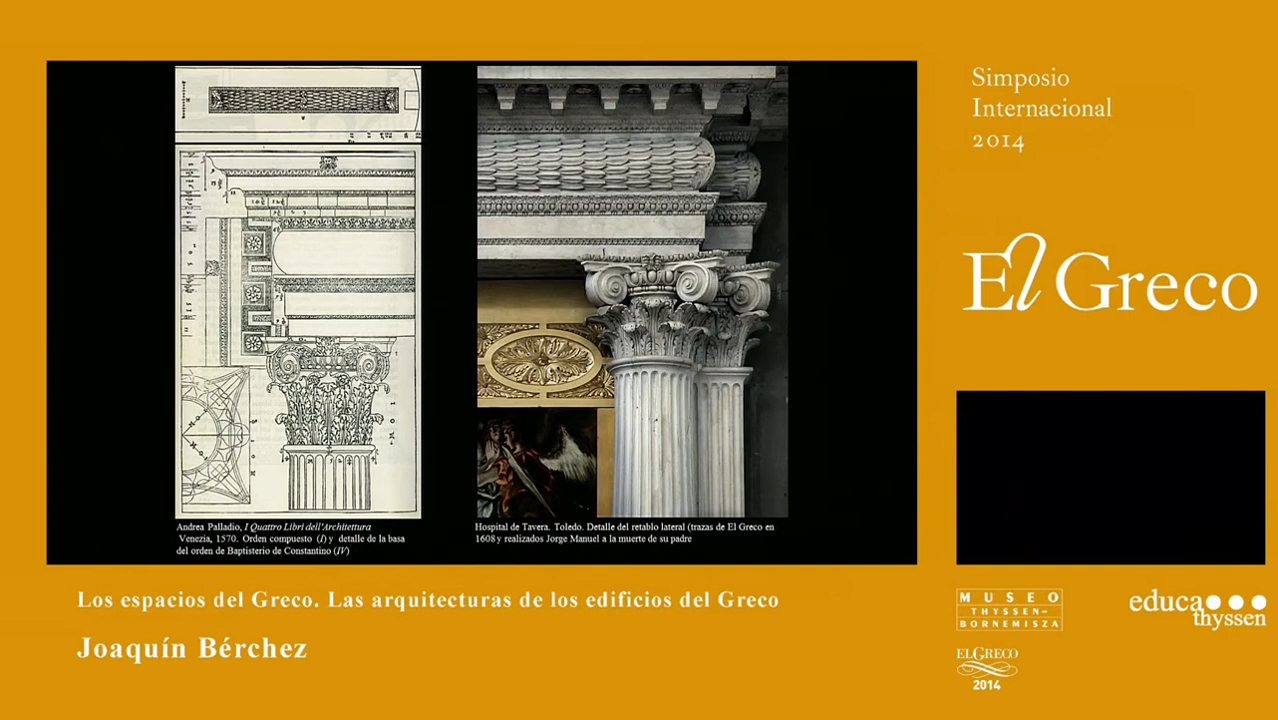 Simposio
Internacional
2014
El Greco
Andrea Palladio, I Quattro Libri dell'Architettura
Venezia, 1570. Orden compuesto (I) y detalle de la basa
del orden de Baptisterio de Constantino (IV)
Hospital de Tavera. Toledo. Detalle del retablo lateral (trazas de El Greco en
1608 y realizados Jorge Manuel a la muerte de su padre
Los espacios del Greco. Las arquitecturas de los edificios del Greco
Joaquín Bérchez
MUSEO
THYSSEN-
BORNEMISZA
educa
thyssen
ELGRECO
2014